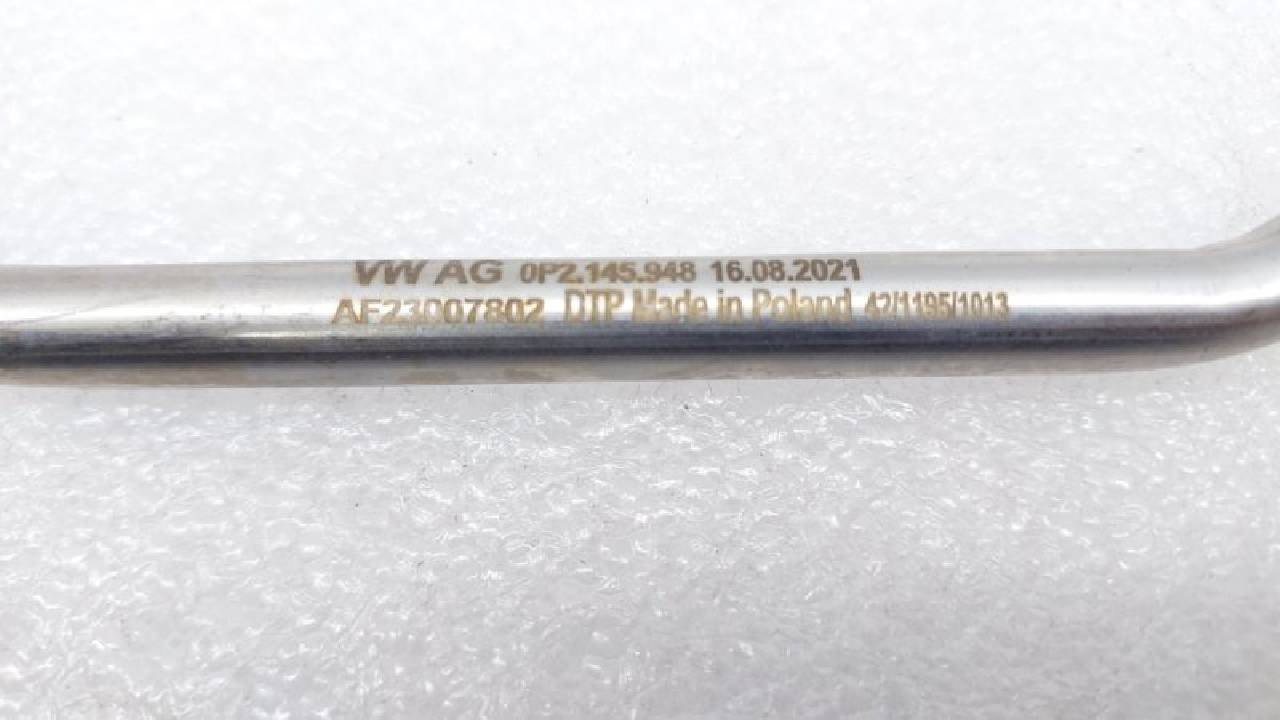 VW AG 0P2.145.948 16.08.2021
AF23007802 DTP Made in Poland 42/1195/1013